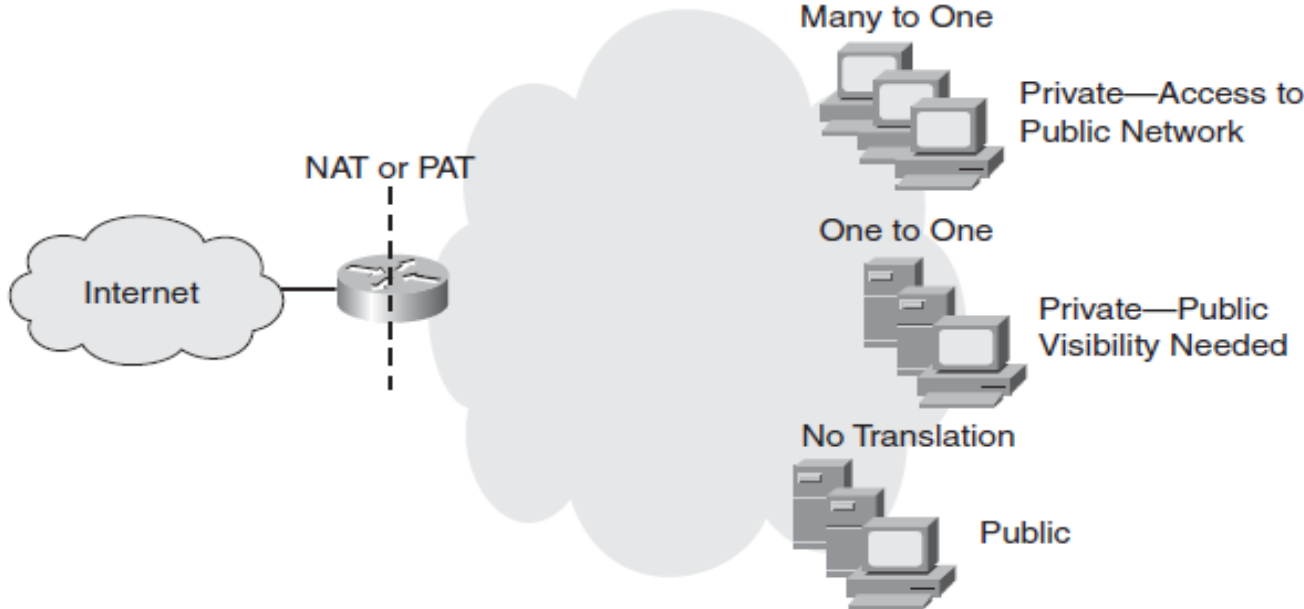 Many to One
Private—Access to
Public Network
NAT or PAT
One to One
Internet
Private—Public
Visibility Needed
No Translation
Public